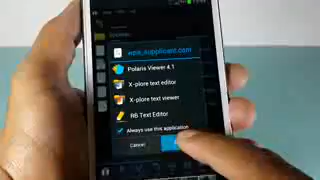 wpa_supplicant.conf
Polaris Viewer 4.1
X-plore text editor
X-plore text viewer
RB Text Editor
Always use this application
Cancel